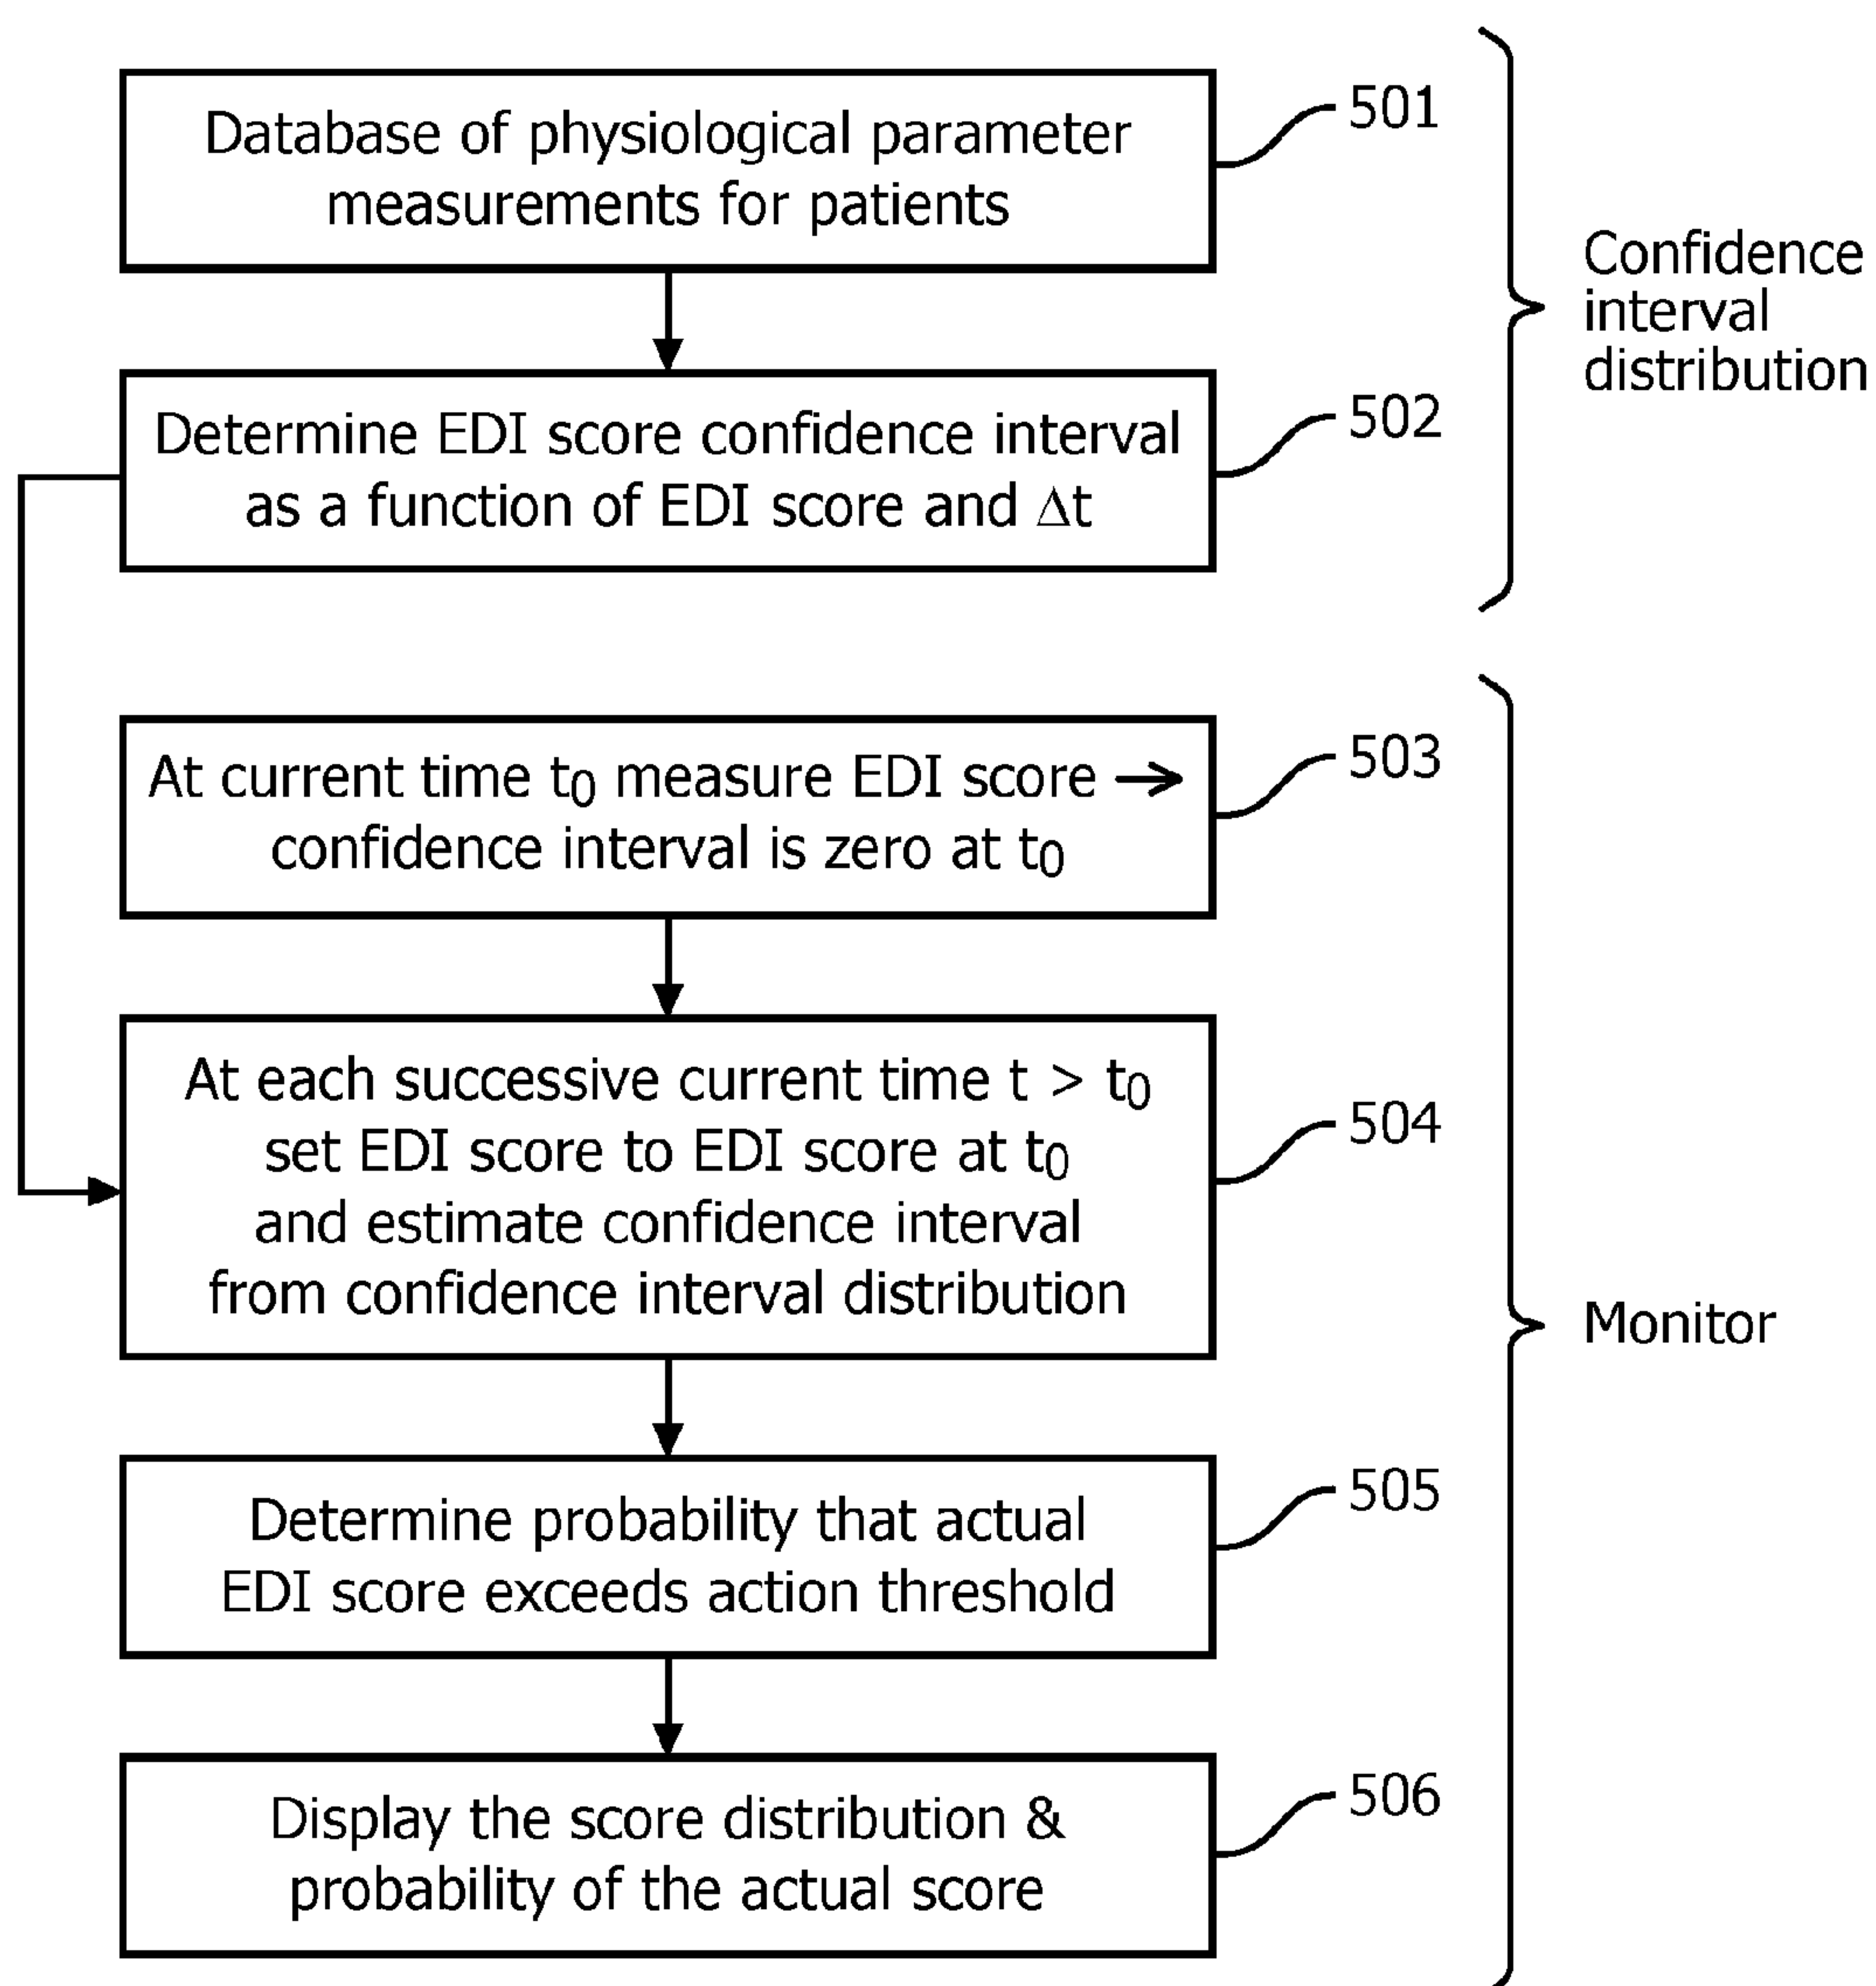 Database of physiological parameter
measurements for patients
501
Determine EDI score confidence interval
as a function of EDI score and Δt
502
Confidence
interval
distribution
At current time t0 measure EDI score →
confidence interval is zero at t0
503
At each successive current time t > t0
set EDI score to EDI score at t0
and estimate confidence interval
from confidence interval distribution
504
Determine probability that actual
EDI score exceeds action threshold
505
Display the score distribution &
probability of the actual score
506
Monitor